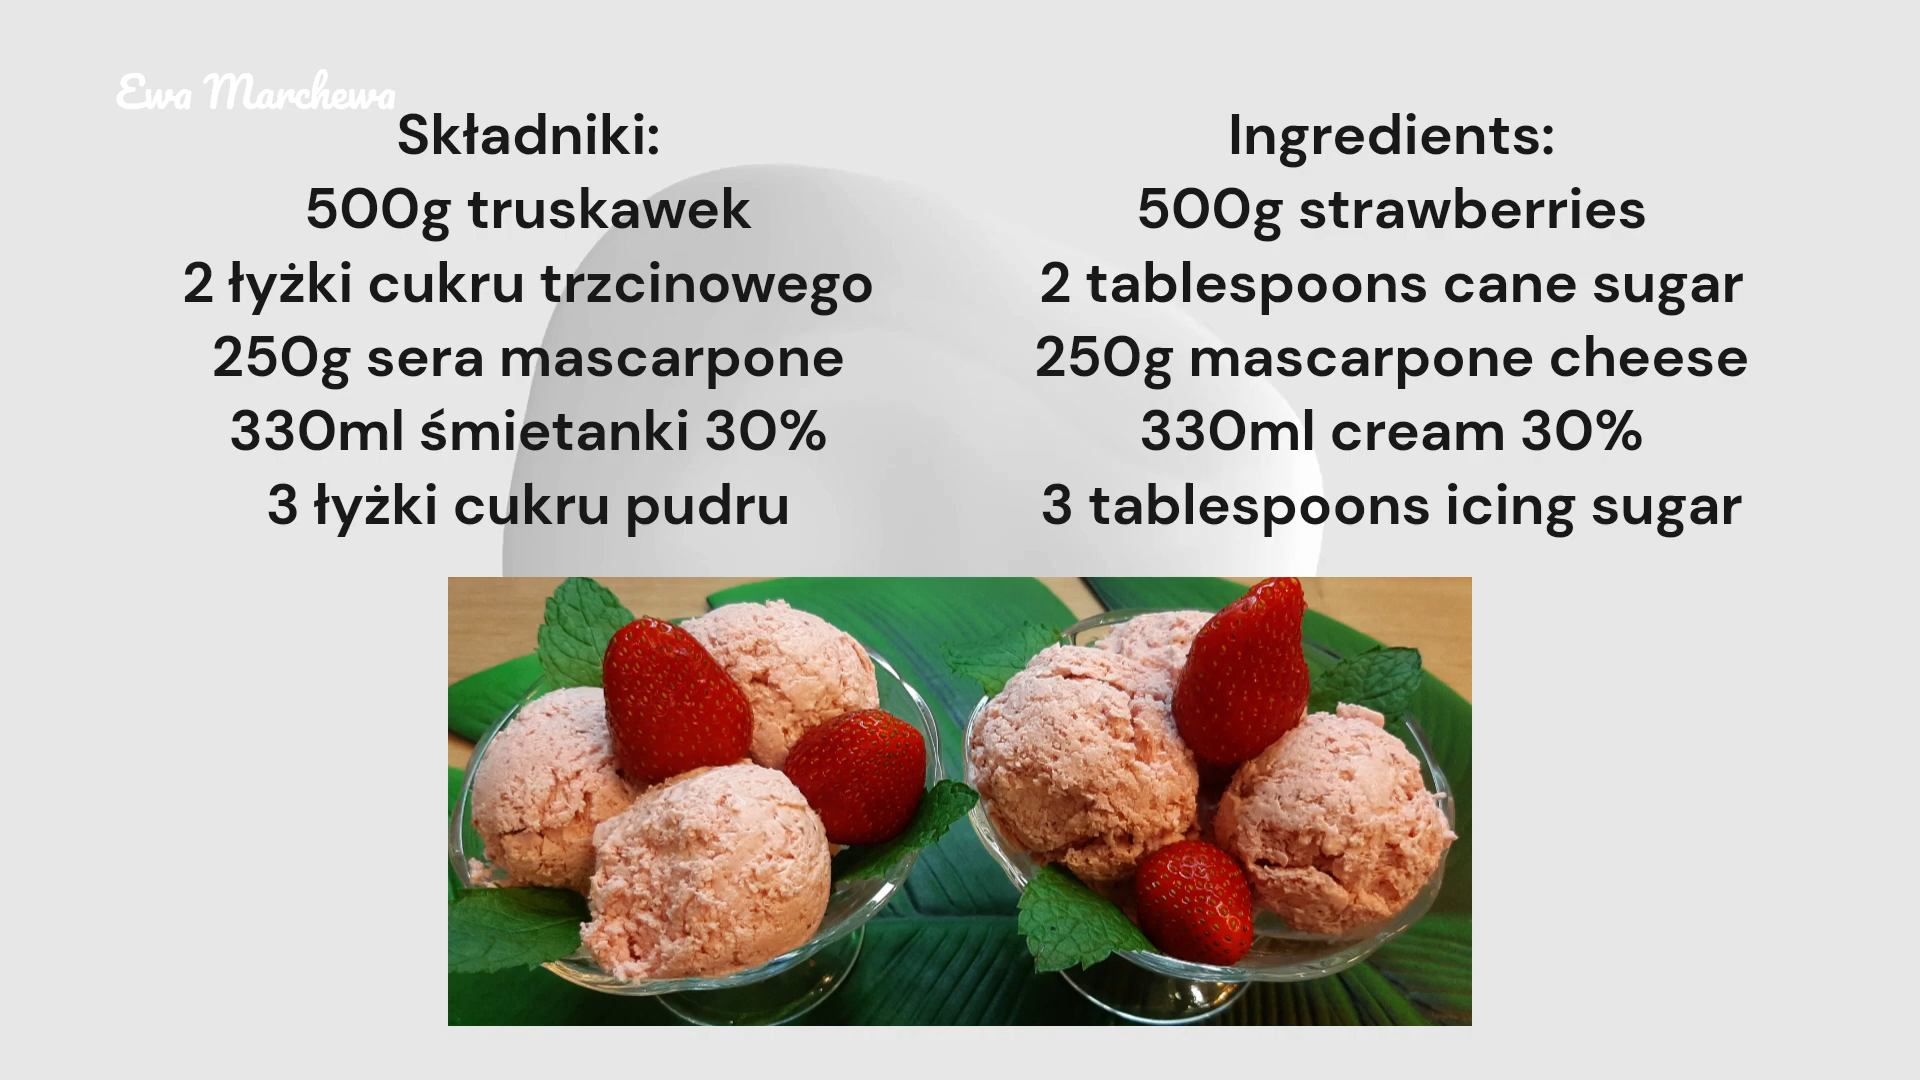 Ewa Marchewa
Składniki:
500g truskawek
2 łyżki cukru trzcinowego
250g sera mascarpone
330ml śmietanki 30%
3 łyżki cukru pudru
Ingredients:
500g strawberries
2 tablespoons cane sugar
250g mascarpone cheese
330ml cream 30%
3 tablespoons icing sugar